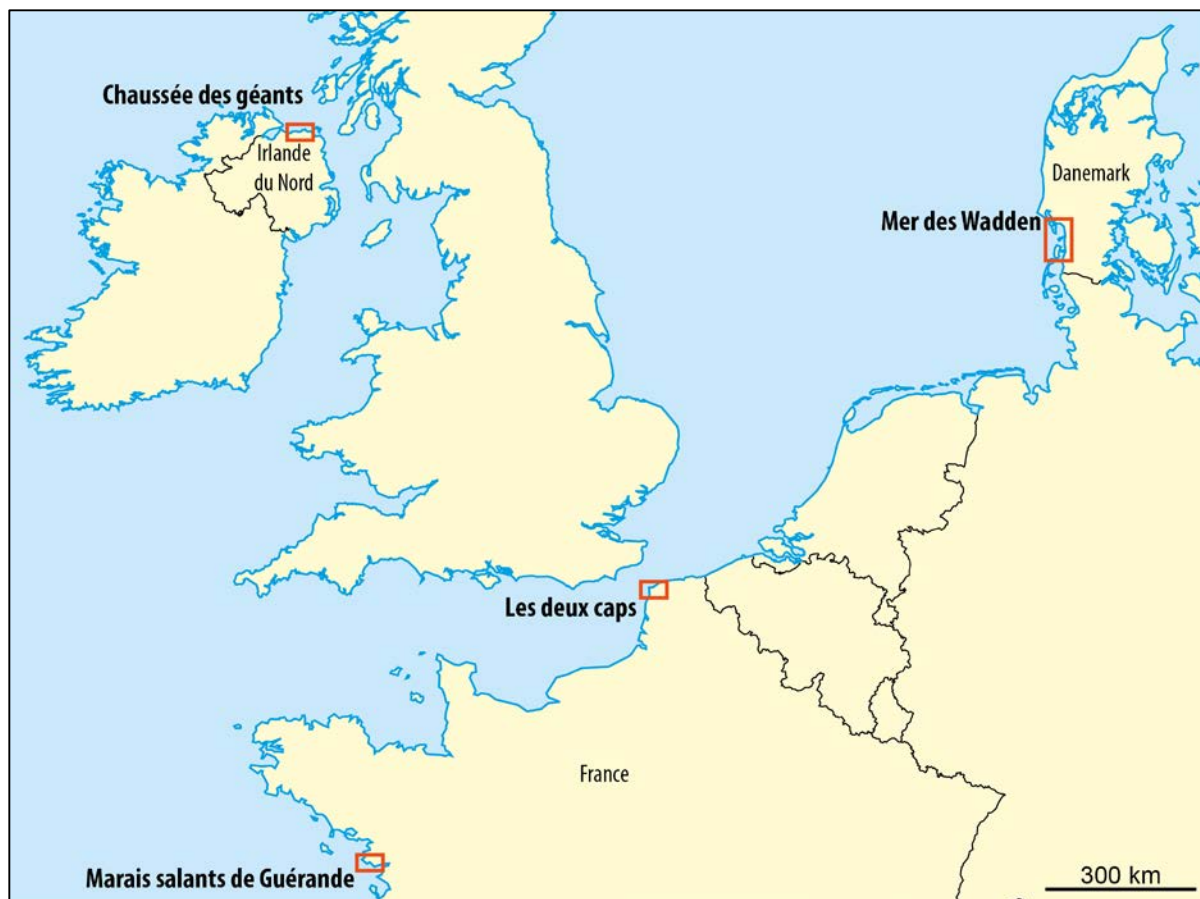 Chaussée des géants
Irlande
du Nord
Danemark
Mer des Wadden
Les deux caps
France
Marais salants de Guérande
300 km